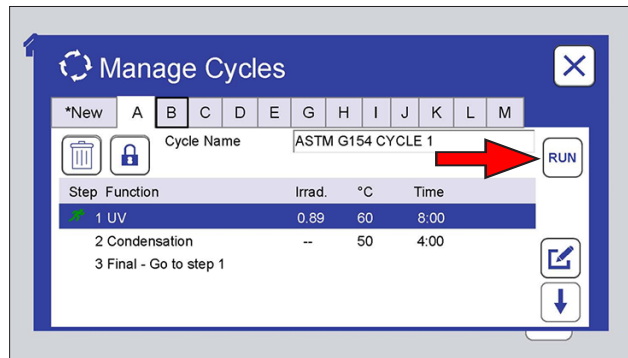 Manage Cycles
*New A B C D E G H I J K L M
Cycle Name ASTM G154 CYCLE 1
RUN
Step Function Irrad. °C Time
1 UV 0.89 60 8:00
2 Condensation -- 50 4:00
3 Final - Go to step 1